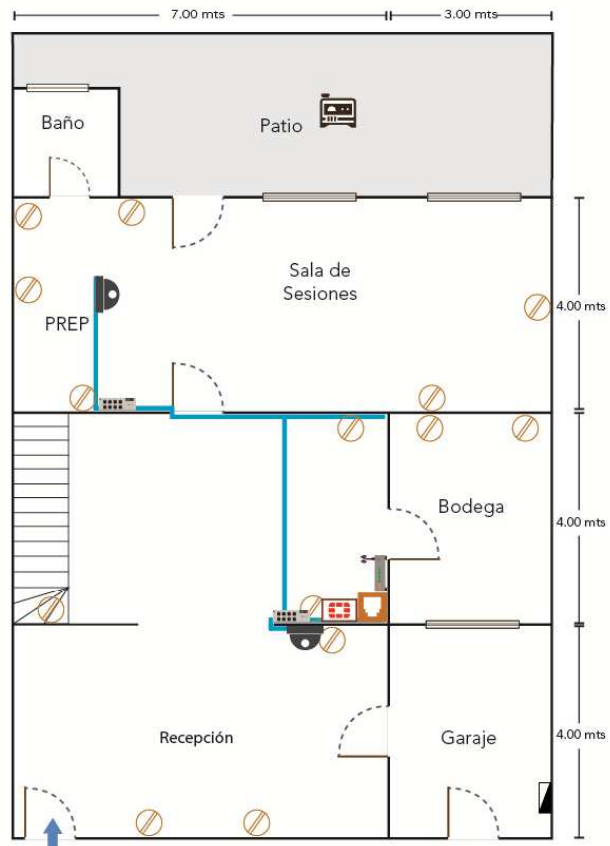 7.00 mts
3.00 mts
Baño
Patio
Sala de
Sesiones
4.00 mts
PREP
Bodega
4.00 mts
Recepción
Garaje
4.00 mts